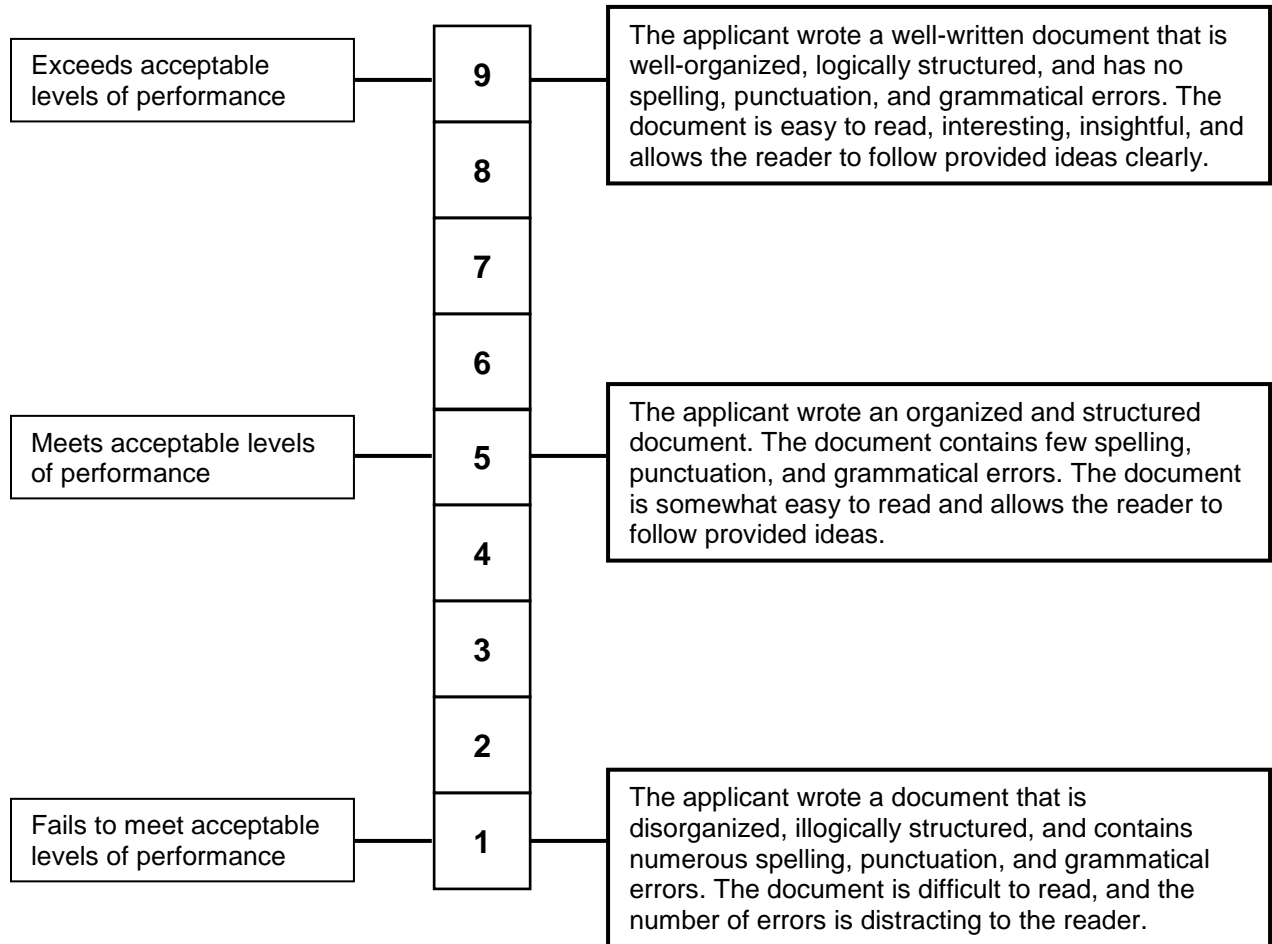 Exceeds acceptable
levels of performance
9
The applicant wrote a well-written document that is
well-organized, logically structured, and has no
spelling, punctuation, and grammatical errors. The
document is easy to read, interesting, insightful, and
allows the reader to follow provided ideas clearly.
8
7
6
Meets acceptable levels
of performance
5
The applicant wrote an organized and structured
document. The document contains few spelling,
punctuation, and grammatical errors. The document
is somewhat easy to read and allows the reader to
follow provided ideas.
4
3
2
Fails to meet acceptable
levels of performance
1
The applicant wrote a document that is
disorganized, illogically structured, and contains
numerous spelling, punctuation, and grammatical
errors. The document is difficult to read, and the
number of errors is distracting to the reader.